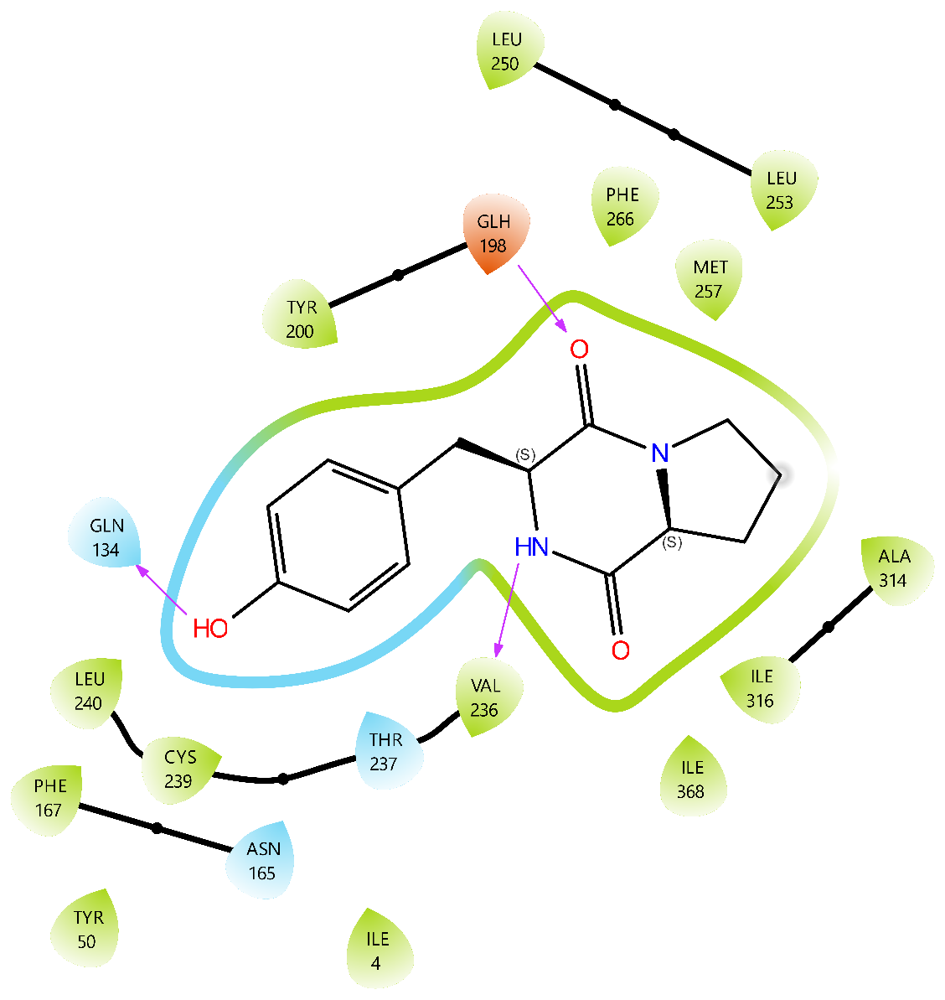 LEU
250
LEU
253
PHE
266
GLH
198
MET
257
TYR
200
O
(S)
N
GLN
134
HN
(S)
ALA
314
HO
O
LEU
240
VAL
236
ILE
316
THR
237
CYS
239
ILE
368
PHE
167
ASN
165
TYR
50
ILE
4